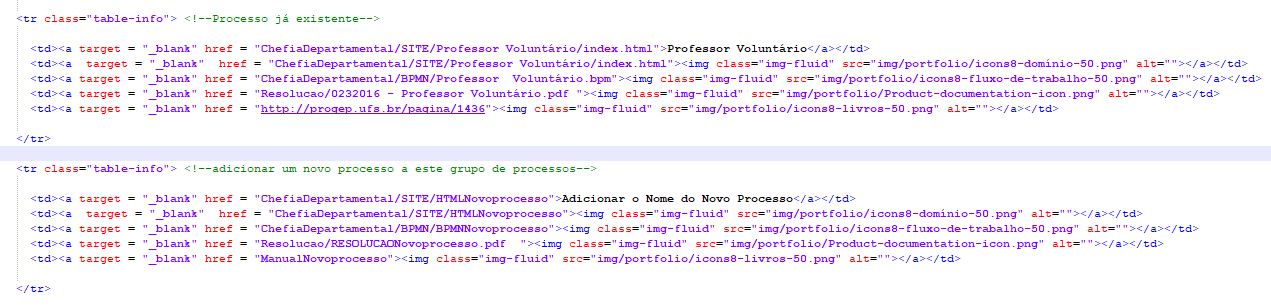 <tr class="table-info"> <!--Processo já existente-->
<td><a target = "_blank" href = "ChefiaDepartamental/SITE/Professor Voluntário/index.html">Professor Voluntário</a></td>
<td><a  target = "_blank"  href = "ChefiaDepartamental/SITE/Professor Voluntário/index.html"><img class="img-fluid" src="img/portfolio/icons8-domínio-50.png" alt=""></a></td>
<td><a target = "_blank"  href = "ChefiaDepartamental/BPMN/Professor  Voluntário.bpm"><img class="img-fluid" src="img/portfolio/icons8-fluxo-de-trabalho-50.png" alt=""></a></td>
<td><a target = "_blank" href = "Resolucao/0232016 - Professor Voluntário.pdf "><img class="img-fluid" src="img/portfolio/Product-documentation-icon.png" alt=""></a></td>
<td><a target = "_blank"  href = "http://progep.ufs.br/pagina/1436"><img class="img-fluid" src="img/portfolio/icons8-livros-50.png" alt=""></a></td>
</tr>
<tr class="table-info"> <!--adicionar um novo processo a este grupo de processos-->
<td><a target = "_blank" href = "ChefiaDepartamental/SITE/HTMLNovoprocesso">Adicionar o Nome do Novo Processo</a></td>
<td><a  target = "_blank"  href = "ChefiaDepartamental/SITE/HTMLNovoprocesso"><img class="img-fluid" src="img/portfolio/icons8-domínio-50.png" alt=""></a></td>
<td><a target = "_blank"  href = "ChefiaDepartamental/BPMN/BPMNNovoprocesso"><img class="img-fluid" src="img/portfolio/icons8-fluxo-de-trabalho-50.png" alt=""></a></td>
<td><a target = "_blank" href = "Resolucao/RESOLUCAONovoprocesso.pdf  "><img class="img-fluid" src="img/portfolio/Product-documentation-icon.png" alt=""></a></td>
<td><a target = "_blank" href = "ManualNovoprocesso"><img class="img-fluid" src="img/portfolio/icons8-livros-50.png" alt=""></a></td>
</tr>